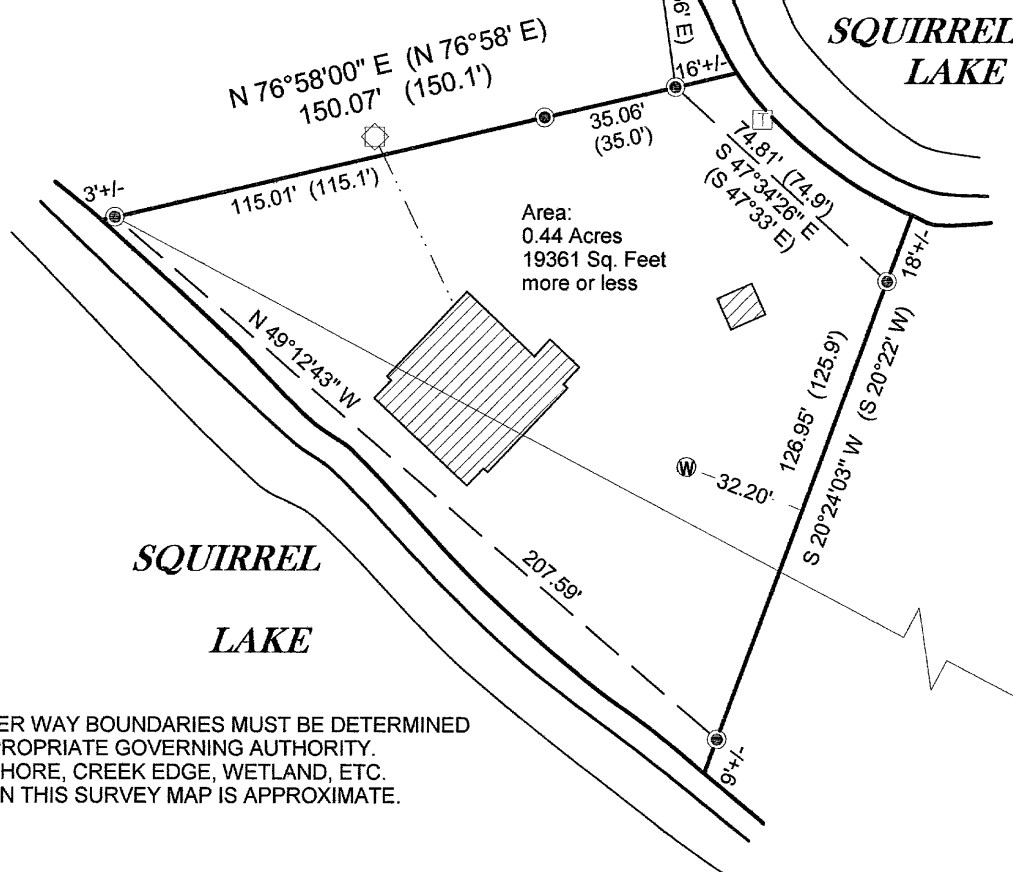 SQUIRREL
LAKE
6' E)
N 76°58'00" E (N 76°58' E)
150.07' (150.1')
16'+/-
35.06'
(35.0')
T
74.81' (74.9')
S 47°34'26" E
(S 47°33' E)
3'+/-
115.01' (115.1')
Area:
0.44 Acres
19361 Sq. Feet
more or less
18'+/-
N 49°12'43" W
126.95' (125.9')
S 20°24'03" W (S 20°22' W)
W
32.20'
SQUIRREL
LAKE
207.59'
9'+/-
ER WAY BOUNDARIES MUST BE DETERMINED
PROPRIATE GOVERNING AUTHORITY.
HORE, CREEK EDGE, WETLAND, ETC.
N THIS SURVEY MAP IS APPROXIMATE.